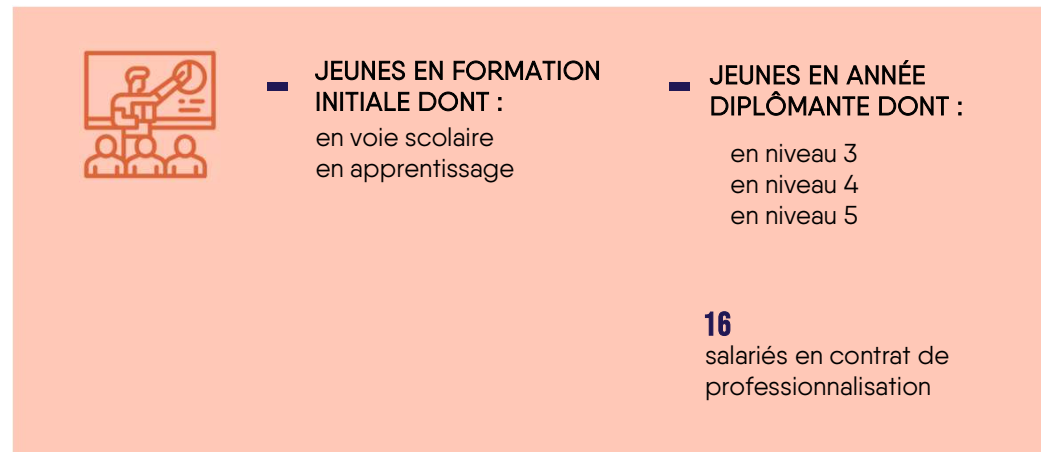 - JEUNES EN FORMATION
INITIALE DONT :
en voie scolaire
en apprentissage
- JEUNES EN ANNÉE
DIPLÔMANTE DONT :
en niveau 3
en niveau 4
en niveau 5
16
salariés en contrat de
professionnalisation